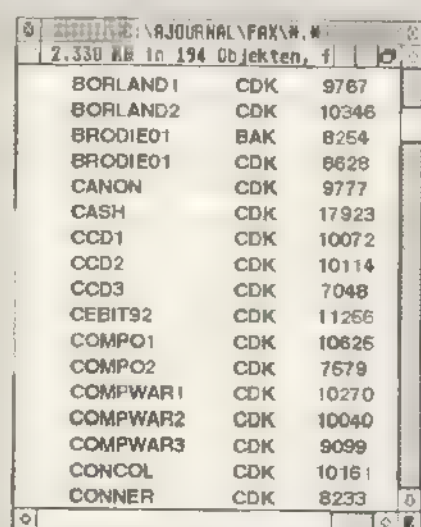 :\AJOURNAL\FAX\*.*
2.330 KB in 194 Objekten, f
BORLAND1 CDK 9767
BORLAND2 CDK 10346
BRODIE01 BAK 8254
BRODIE01 CDK 8628
CANON CDK 9777
CASH CDK 17923
CCD1 CDK 10072
CCD2 CDK 10114
CCD3 CDK 7048
CEBIT92 CDK 11256
COMPO1 CDK 10625
COMPO2 CDK 7579
COMPWAR1 CDK 10270
COMPWAR2 CDK 10040
COMPWAR3 CDK 9099
CONCOL CDK 10161
CONNER CDK 8233